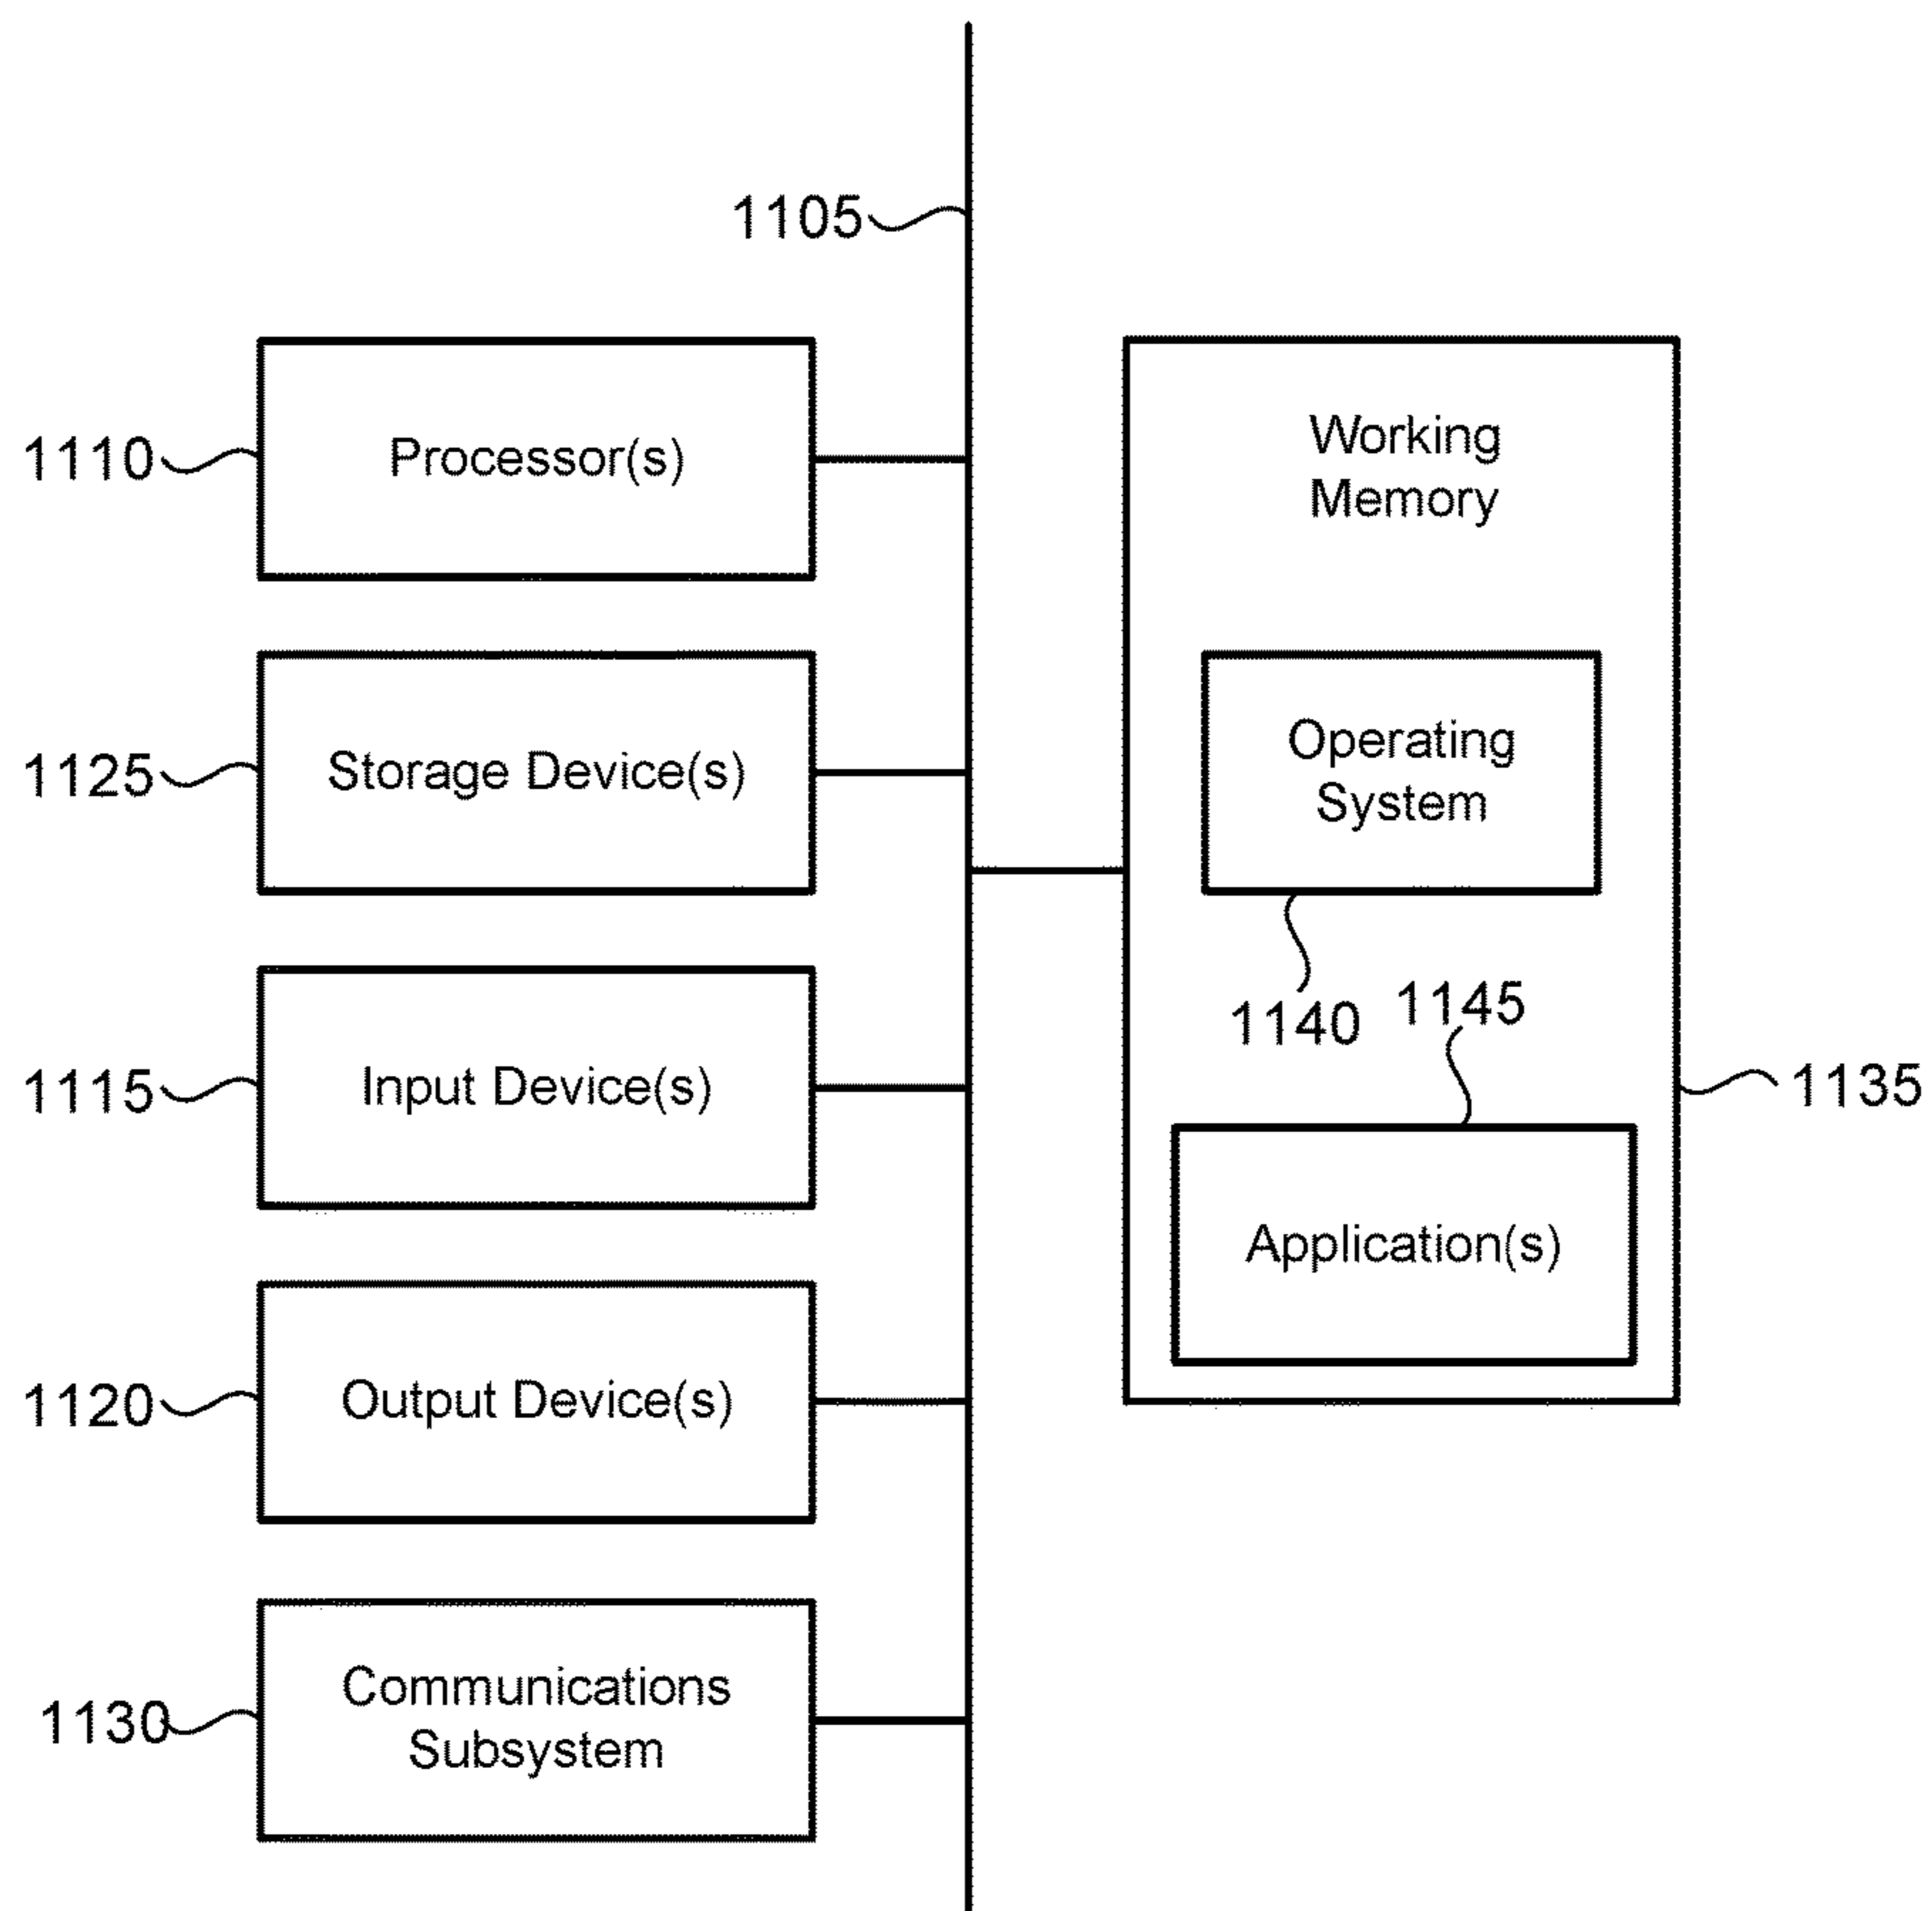 1105
1110
Processor(s)
Working
Memory
1125
Storage Device(s)
Operating
System
1140
1145
1115
Input Device(s)
1135
Application(s)
1120
Output Device(s)
1130
Communications
Subsystem